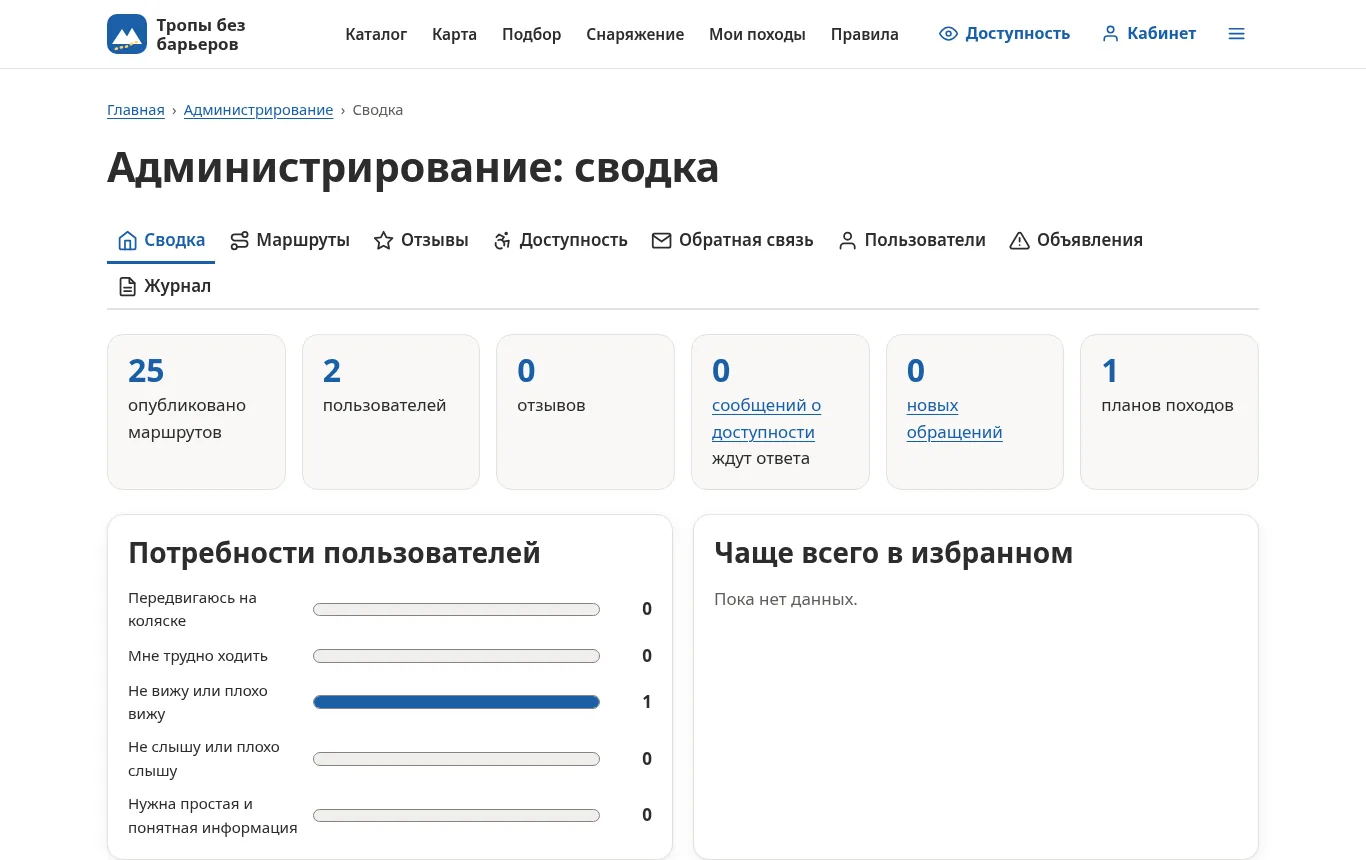 Тропы без
барьеров
Каталог Карта Подбор Снаряжение Мои походы Правила Доступность Кабинет
Главная › Администрирование › Сводка
Администрирование: сводка
Сводка Маршруты Отзывы Доступность Обратная связь Пользователи Объявления
Журнал
25
опубликовано
маршрутов
2
пользователей
0
отзывов
0
сообщений о
доступности
ждут ответа
0
новых
обращений
1
планов походов
Потребности пользователей
Передвигаюсь на
коляске
0
Мне трудно ходить
0
Не вижу или плохо
вижу
1
Не слышу или плохо
слышу
0
Нужна простая и
понятная информация
0
Чаще всего в избранном
Пока нет данных.